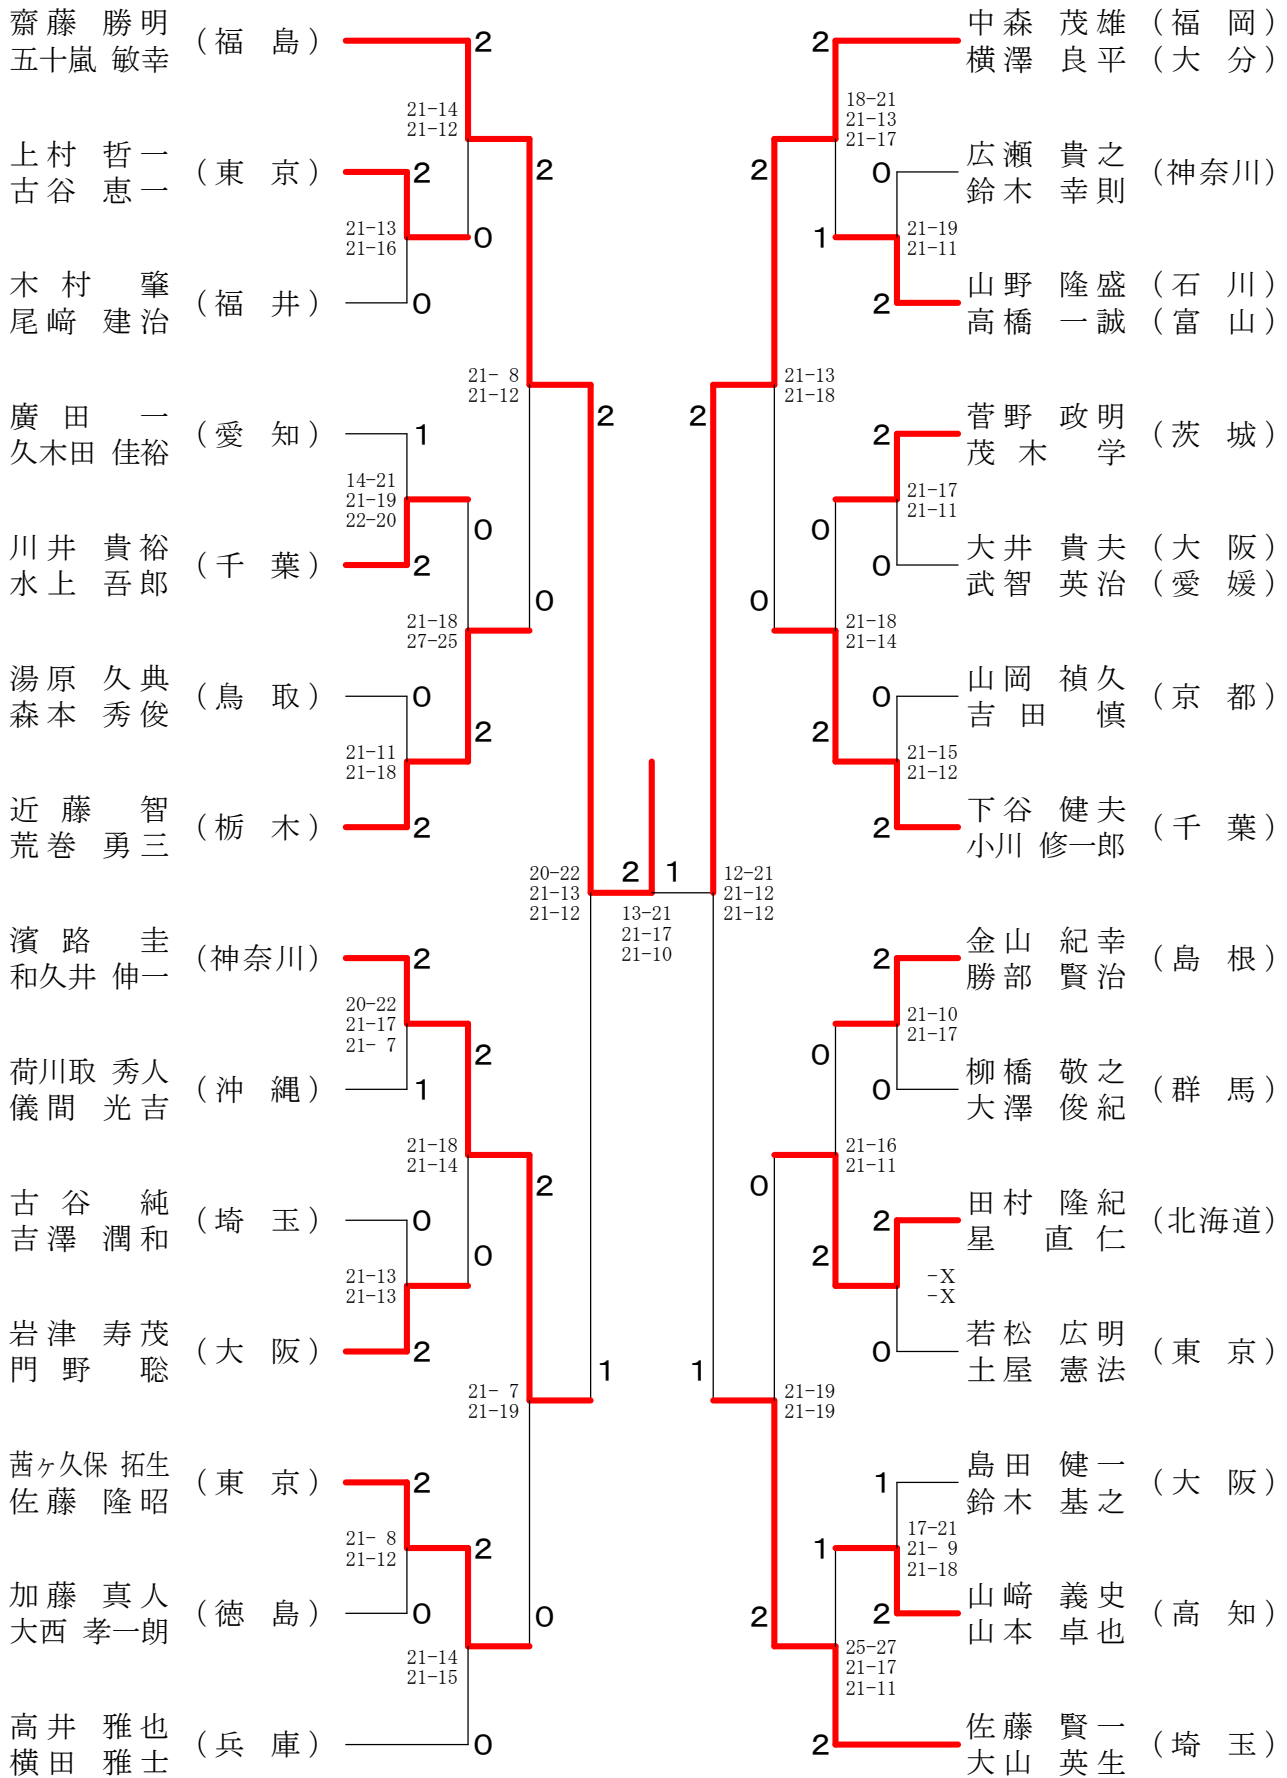 齋藤 勝明
五十嵐 敏幸
(福島)
2
21-14
21-12
上村 哲一
古谷 恵一
(東京)
2
21-13
21-16
0
2
木村 肇
尾﨑 建治
(福井)
0
21- 8
21-12
2
廣田 一
久木田 佳裕
(愛知)
1
14-21
21-19
22-20
0
川井 貴裕
水上 吾郎
(千葉)
2
21-18
27-25
0
湯原 久典
森本 秀俊
(鳥取)
0
21-11
21-18
2
近藤 智
荒巻 勇三
(栃木)
2
20-22
21-13
21-12
2
1
13-21
21-17
21-10
濱路 圭
和久井 伸一
(神奈川)
2
20-22
21-17
21- 7
2
荷川取 秀人
儀間 光吉
(沖縄)
1
21-18
21-14
2
古谷 純
吉澤 潤和
(埼玉)
0
21-13
21-13
0
岩津 寿茂
門野 聡
(大阪)
2
21- 7
21-19
1
茜ヶ久保 拓生
佐藤 隆昭
(東京)
2
21- 8
21-12
2
加藤 真人
大西 孝一朗
(徳島)
0
21-14
21-15
0
高井 雅也
横田 雅士
(兵庫)
0
2
中森 茂雄 (福岡)
横澤 良平 (大分)
18-21
21-13
21-17
2
0
広瀬 貴之
鈴木 幸則
(神奈川)
1
21-19
21-11
2
山野 隆盛 (石川)
高橋 一誠 (富山)
21-13
21-18
2
2
菅野 政明
茂木 学
(茨城)
0
21-17
21-11
0
大井 貴夫 (大阪)
武智 英治 (愛媛)
0
21-18
21-14
0
山岡 禎久
吉田 慎
(京都)
2
21-15
21-12
2
下谷 健夫
小川 修一郎
(千葉)
12-21
21-12
21-12
2
金山 紀幸
勝部 賢治
(島根)
0
21-10
21-17
0
柳橋 敬之
大澤 俊紀
(群馬)
21-16
21-11
0
2
田村 隆紀
星 直仁
(北海道)
2
-X
-X
0
若松 広明
土屋 憲法
(東京)
1
21-19
21-19
1
島田 健一
鈴木 基之
(大阪)
1
17-21
21- 9
21-18
2
山﨑 義史
山本 卓也
(高知)
2
25-27
21-17
21-11
2
佐藤 賢一
大山 英生
(埼玉)